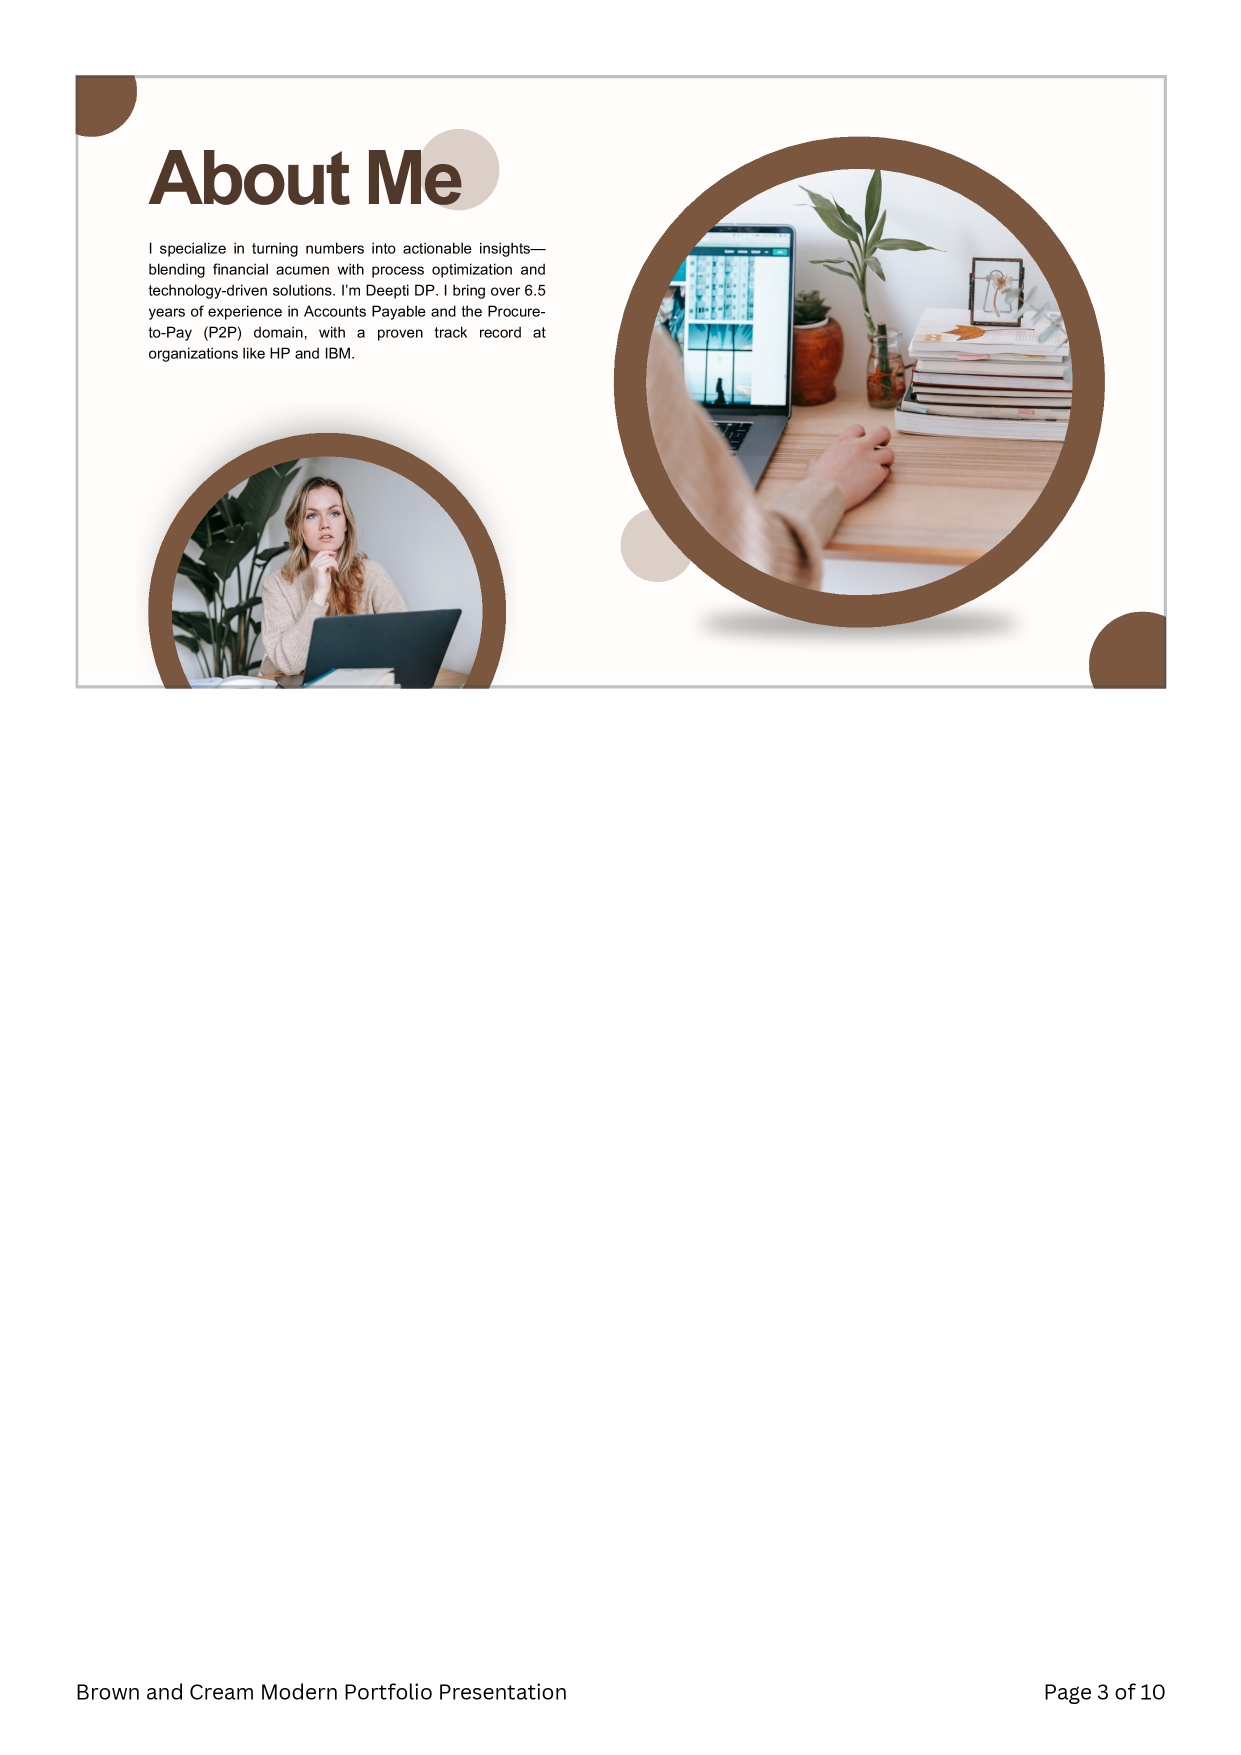 About Me
I specialize in turning numbers into actionable insights—
blending financial acumen with process optimization and
technology-driven solutions. I’m Deepti DP. I bring over 6.5
years of experience in Accounts Payable and the Procure-
to-Pay (P2P) domain, with a proven track record at
organizations like HP and IBM.
Brown and Cream Modern Portfolio Presentation
Page 3 of 10